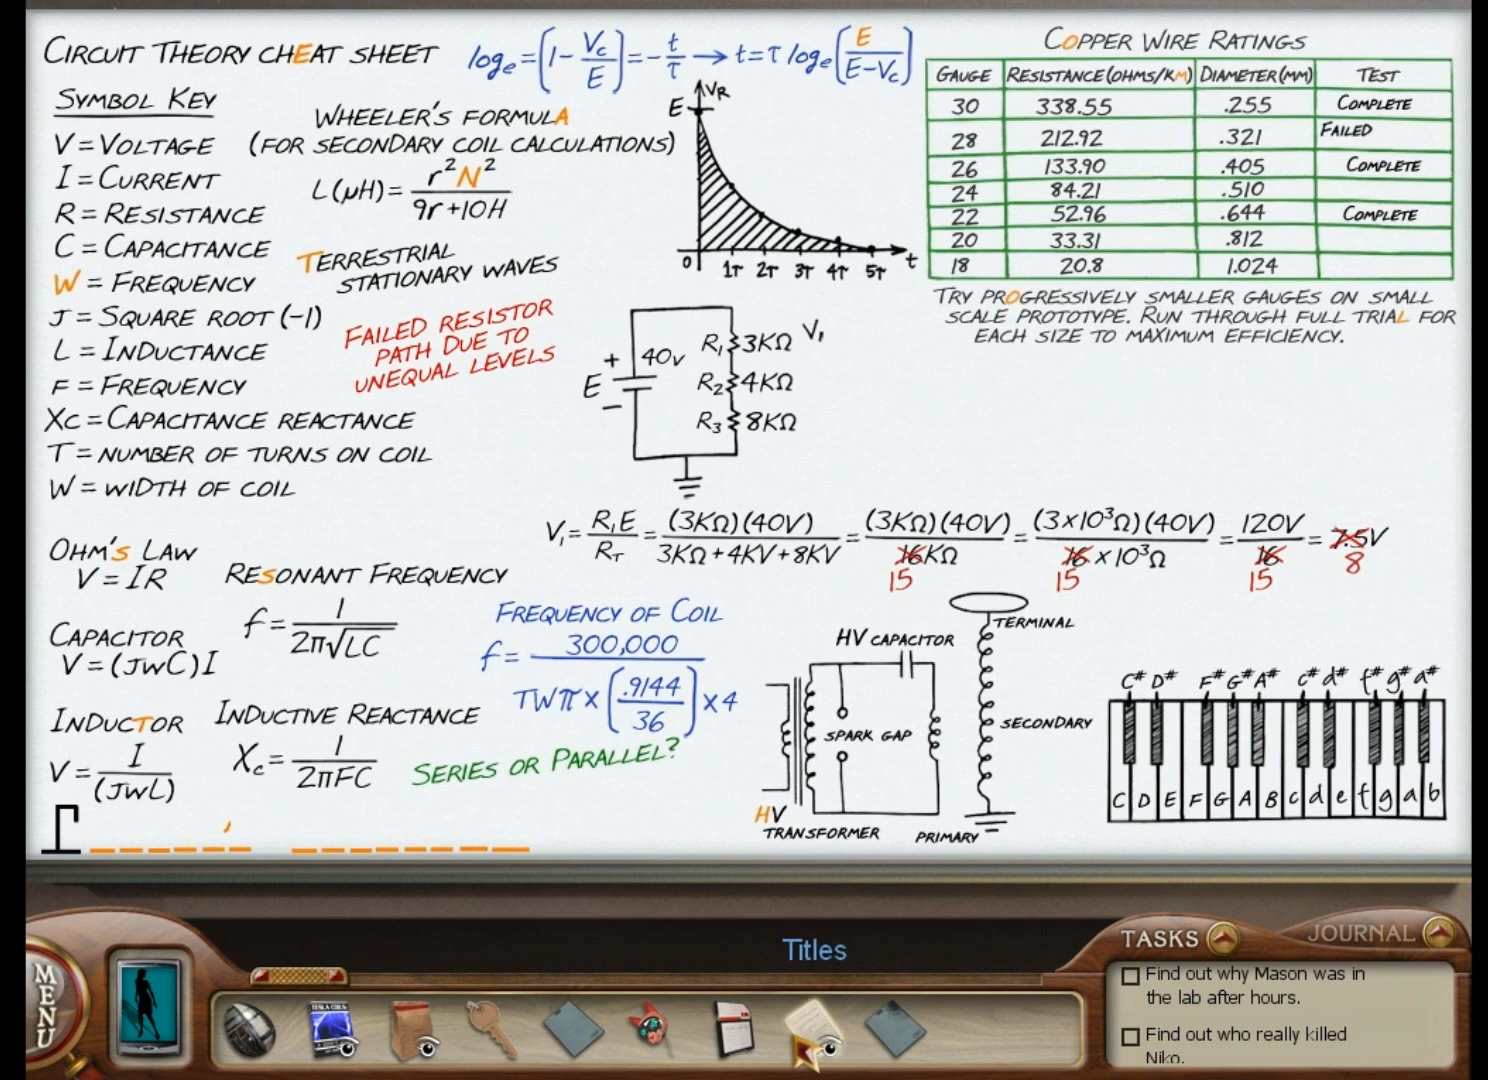 CIRCUIT THEORY CHEAT SHEET
logₑ=(1-Vc/E)=-t/τ→t=τ logₑ(E/E-Vc)
SYMBOL KEY
V = VOLTAGE
I = CURRENT
R = RESISTANCE
C = CAPACITANCE
W = FREQUENCY
J = SQUARE ROOT (-1)
L = INDUCTANCE
F = FREQUENCY
XC = CAPACITANCE REACTANCE
T = NUMBER OF TURNS ON COIL
W = WIDTH OF COIL
WHEELER'S FORMULA
(FOR SECONDARY COIL CALCULATIONS)
L(μH)= r²N²/9r+10H
TERRESTRIAL
STATIONARY WAVES
FAILED RESISTOR
PATH DUE TO
UNEQUAL LEVELS
E VR
0 1τ 2τ 3τ 4τ 5τ t
COPPER WIRE RATINGS
GAUGE RESISTANCE(OHMS/KM) DIAMETER(MM) TEST
30 338.55 .255 COMPLETE
28 212.92 .321 FAILED
26 133.90 .405 COMPLETE
24 84.21 .510
22 52.96 .644 COMPLETE
20 33.31 .812
18 20.8 1.024
TRY PROGRESSIVELY SMALLER GAUGES ON SMALL
SCALE PROTOTYPE. RUN THROUGH FULL TRIAL FOR
EACH SIZE TO MAXIMUM EFFICIENCY.
+ 40V R₁ 3KΩ V₁
E R₂ 4KΩ
- R₃ 8KΩ
V₁= R₁E/RT = (3KΩ)(40V)/3KΩ+4KV+8KV = (3KΩ)(40V)/16KΩ = (3×10³Ω)(40V)/16×10³Ω = 120V/16 = 7.5V
15 15 15 8
OHM'S LAW
V = IR
CAPACITOR
V = (JWC) I
INDUCTOR
V = I/(JWL)
RESONANT FREQUENCY
f = 1/2π√LC
INDUCTIVE REACTANCE
Xc = 1/2πFC
FREQUENCY OF COIL
f = 300,000/TWπ×(.9144/36)×4
SERIES OR PARALLEL?
HV CAPACITOR
TERMINAL
SPARK GAP
SECONDARY
HV
TRANSFORMER
PRIMARY
C# D# F# G# A# c# d# f# g# a#
C D E F G A B c d e f g a b
'
Titles
MENU
TESLA COILS
TASKS
JOURNAL
Find out why Mason was in
the lab after hours.
Find out who really killed
Niko.